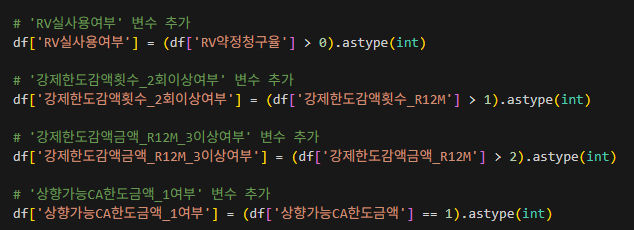 # 'RV실사용여부' 변수 추가
df['RV실사용여부'] = (df['RV약정청구율'] > 0).astype(int)
# '강제한도감액횟수_2회이상여부' 변수 추가
df['강제한도감액횟수_2회이상여부'] = (df['강제한도감액횟수_R12M'] > 1).astype(int)
# '강제한도감액금액_R12M_3이상여부' 변수 추가
df['강제한도감액금액_R12M_3이상여부'] = (df['강제한도감액금액_R12M'] > 2).astype(int)
# '상향가능CA한도금액_1여부' 변수 추가
df['상향가능CA한도금액_1여부'] = (df['상향가능CA한도금액'] == 1).astype(int)